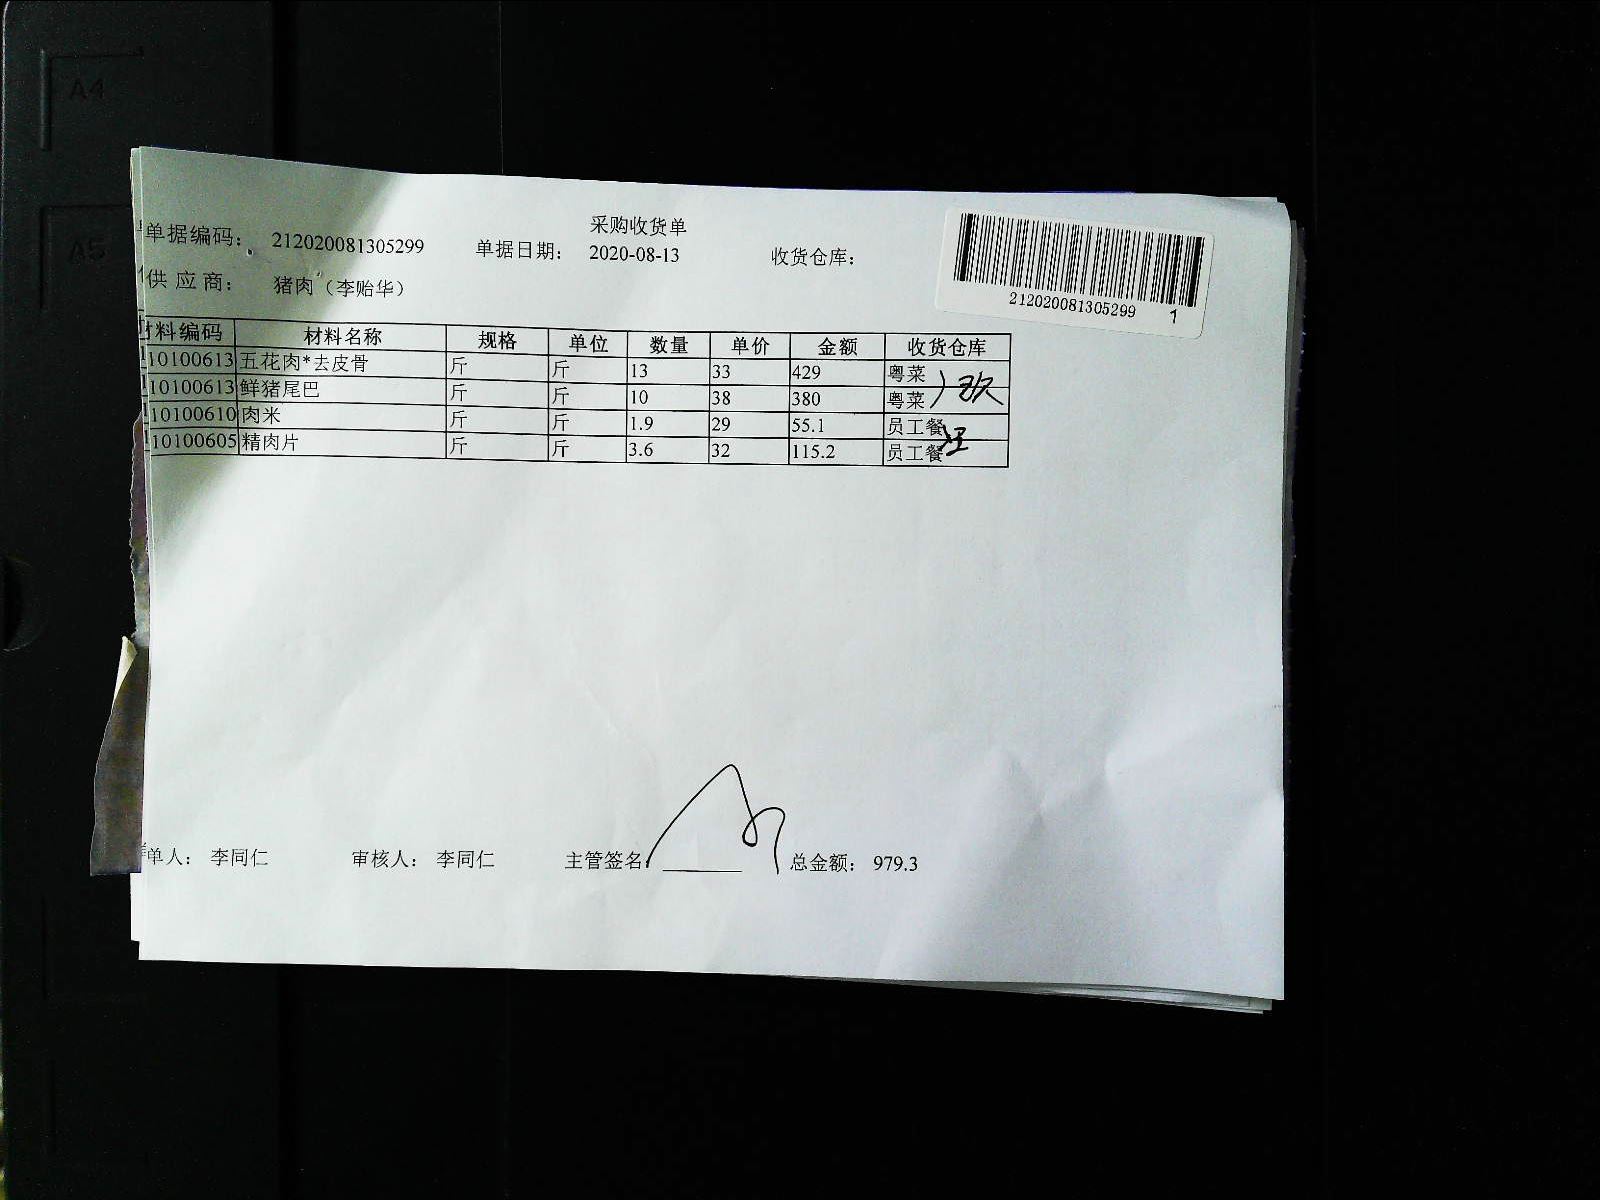 采购收货单
单据编码： 212020081305299 单据日期： 2020-08-13 收货仓库：
供应商： 猪肉（李贻华）
212020081305299 1
材料编码 材料名称 规格 单位 数量 单价 金额 收货仓库
10100613 五花肉*去皮骨 斤 斤 13 33 429 粤菜
10100613 鲜猪尾巴 斤 斤 10 38 380 粤菜
10100610 肉米 斤 斤 1.9 29 55.1 员工餐
10100605 精肉片 斤 斤 3.6 32 115.2 员工餐
单人： 李同仁 审核人： 李同仁 主管签名： 总金额： 979.3
A4
A5